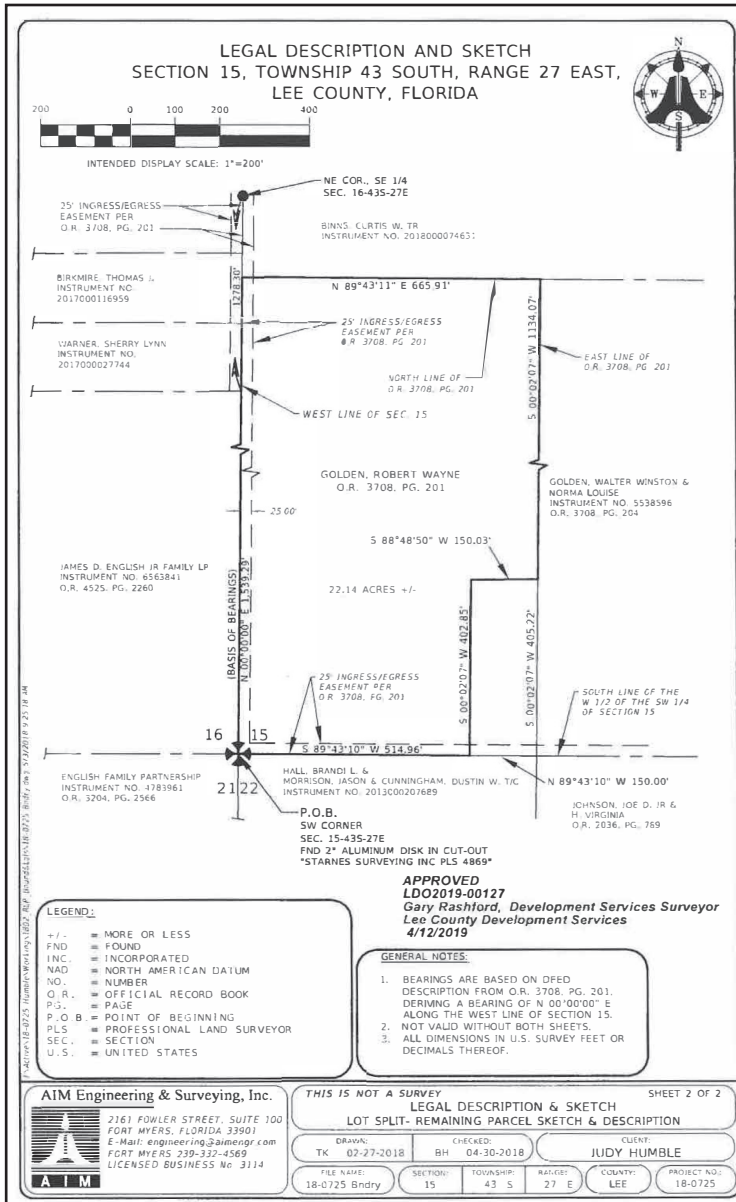 LEGAL DESCRIPTION AND SKETCH
SECTION 15, TOWNSHIP 43 SOUTH, RANGE 27 EAST,
LEE COUNTY, FLORIDA
N
W E
S
200 0 100 200 400
INTENDED DISPLAY SCALE: 1"=200'
NE COR., SE 1/4
SEC. 16-43S-27E
25' INGRESS/EGRESS
EASEMENT PER
O.R. 3708, PG. 201
BINNS, CURTIS W. TR
INSTRUMENT NO. 2018000074631
BIRKMIRE, THOMAS J.
INSTRUMENT NO.
2017000116959
1278.30'
N 89°43'11" E 665.91'
25' INGRESS/EGRESS
EASEMENT PER
O.R. 3708, PG. 201
WARNER, SHERRY LYNN
INSTRUMENT NO.
2017000027744
NORTH LINE OF
O.R. 3708, PG. 201
S 00°02'07" W 1134.07'
EAST LINE OF
O.R. 3708, PG 201
WEST LINE OF SEC. 15
GOLDEN, ROBERT WAYNE
O.R. 3708, PG. 201
GOLDEN, WALTER WINSTON &
NORMA LOUISE
INSTRUMENT NO. 5538596
O.R. 3708, PG. 204
25.00'
S 88°48'50" W 150.03'
JAMES D. ENGLISH JR FAMILY LP
INSTRUMENT NO. 6563841
O.R. 4525, PG. 2260
(BASIS OF BEARINGS)
N 00°00'00" E 1,539.29'
22.14 ACRES +/-
S 00°02'07" W 402.85'
S 00°02'07" W 405.22'
25' INGRESS/EGRESS
EASEMENT PER
O.R. 3708, PG. 201
SOUTH LINE OF THE
W 1/2 OF THE SW 1/4
OF SECTION 15
16 15
S 89°43'10" W 514.96'
21 22
ENGLISH FAMILY PARTNERSHIP
INSTRUMENT NO. 4783961
O.R. 3204, PG. 2566
HALL, BRANDI L. &
MORRISON, JASON & CUNNINGHAM, DUSTIN W. T/C
INSTRUMENT NO. 2013000207689
N 89°43'10" W 150.00'
JOHNSON, JOE D. JR &
H. VIRGINIA
O.R. 2036, PG. 769
P.O.B.
SW CORNER
SEC. 15-43S-27E
FND 2" ALUMINUM DISK IN CUT-OUT
"STARNES SURVEYING INC PLS 4869"
APPROVED
LDO2019-00127
Gary Rashford, Development Services Surveyor
Lee County Development Services
4/12/2019
LEGEND:
+/- = MORE OR LESS
FND = FOUND
INC. = INCORPORATED
NAD = NORTH AMERICAN DATUM
NO. = NUMBER
O.R. = OFFICIAL RECORD BOOK
PG. = PAGE
P.O.B. = POINT OF BEGINNING
PLS = PROFESSIONAL LAND SURVEYOR
SEC. = SECTION
U.S. = UNITED STATES
GENERAL NOTES:
1. BEARINGS ARE BASED ON DEED
DESCRIPTION FROM O.R. 3708, PG. 201,
DERIVING A BEARING OF N 00°00'00" E
ALONG THE WEST LINE OF SECTION 15.
2. NOT VALID WITHOUT BOTH SHEETS.
3. ALL DIMENSIONS IN U.S. SURVEY FEET OR
DECIMALS THEREOF.
AIM Engineering & Surveying, Inc.
2161 FOWLER STREET, SUITE 100
FORT MYERS, FLORIDA 33901
E-Mail: engineering@aimengr.com
FORT MYERS 239-332-4569
LICENSED BUSINESS No. 3114
AIM
THIS IS NOT A SURVEY SHEET 2 OF 2
LEGAL DESCRIPTION & SKETCH
LOT SPLIT- REMAINING PARCEL SKETCH & DESCRIPTION
DRAWN: CHECKED: CLIENT:
TK 02-27-2018 BH 04-30-2018 JUDY HUMBLE
FILE NAME: SECTION: TOWNSHIP: RANGE: COUNTY: PROJECT NO.:
18-0725 Bndry 15 43 S 27 E LEE 18-0725